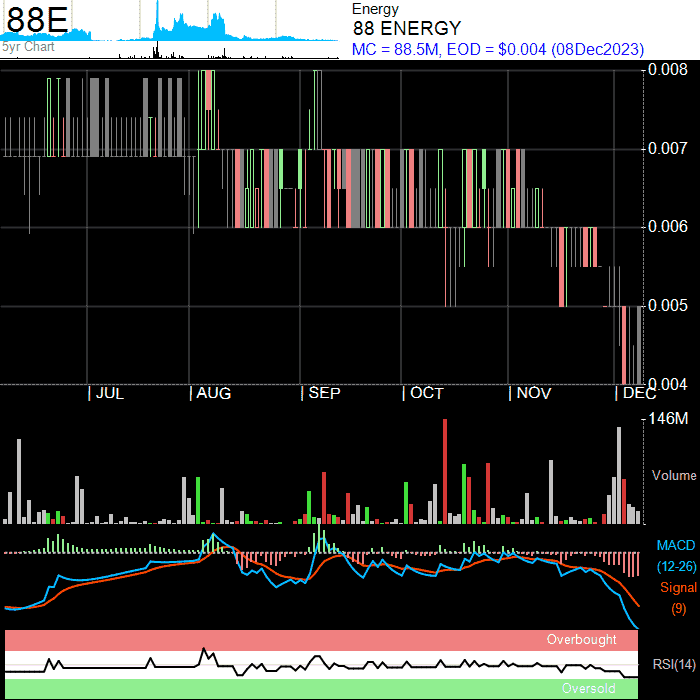 88E
5yr Chart
Energy
88 ENERGY
MC = 88.5M, EOD = $0.004 (08Dec2023)
0.008
0.007
0.006
0.005
0.004
JUL AUG SEP OCT NOV DEC
146M
Volume
MACD
(12-26)
Signal
(9)
Overbought
RSI(14)
Oversold